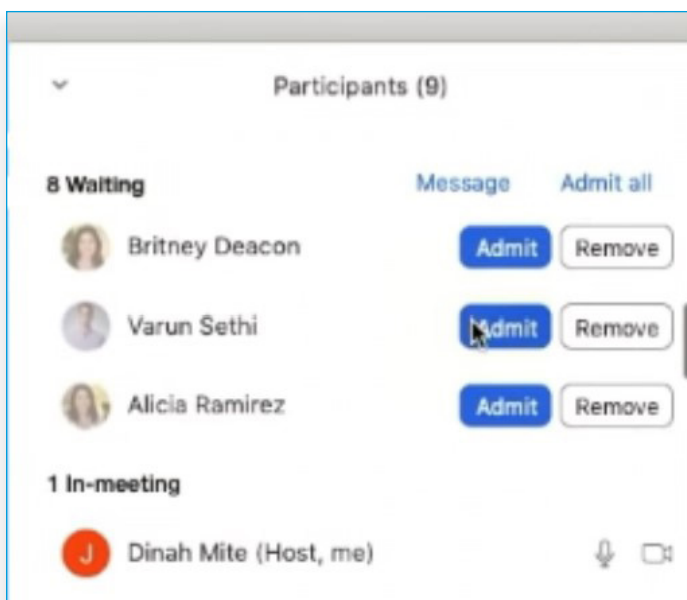 Participants (9)
8 Waiting Message Admit all
Britney Deacon Admit Remove
Varun Sethi Admit Remove
Alicia Ramirez Admit Remove
1 In-meeting
J Dinah Mite (Host, me)